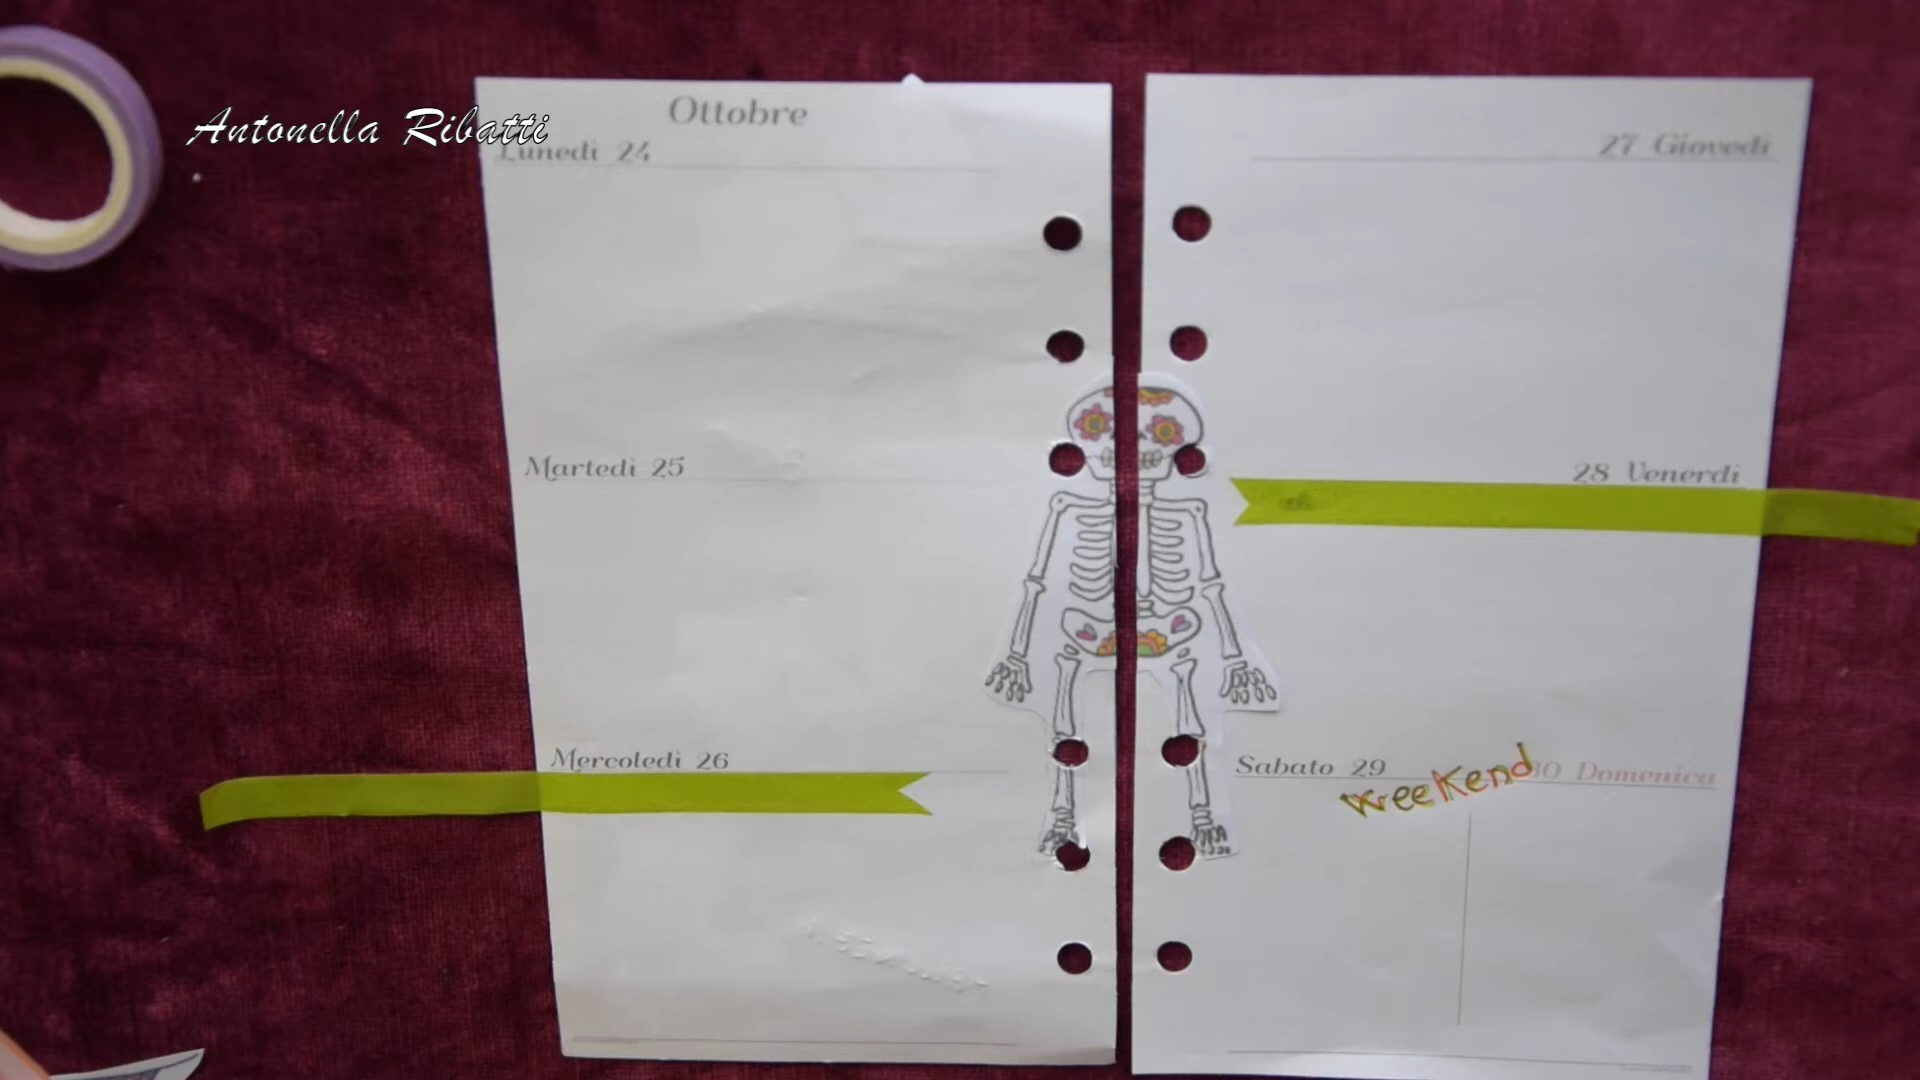 Antonella Ribatti
Ottobre
Lunedì 24
Martedì 25
Mercoledì 26
27 Giovedì
28 Venerdì
Sabato 29
weekend
30 Domenica